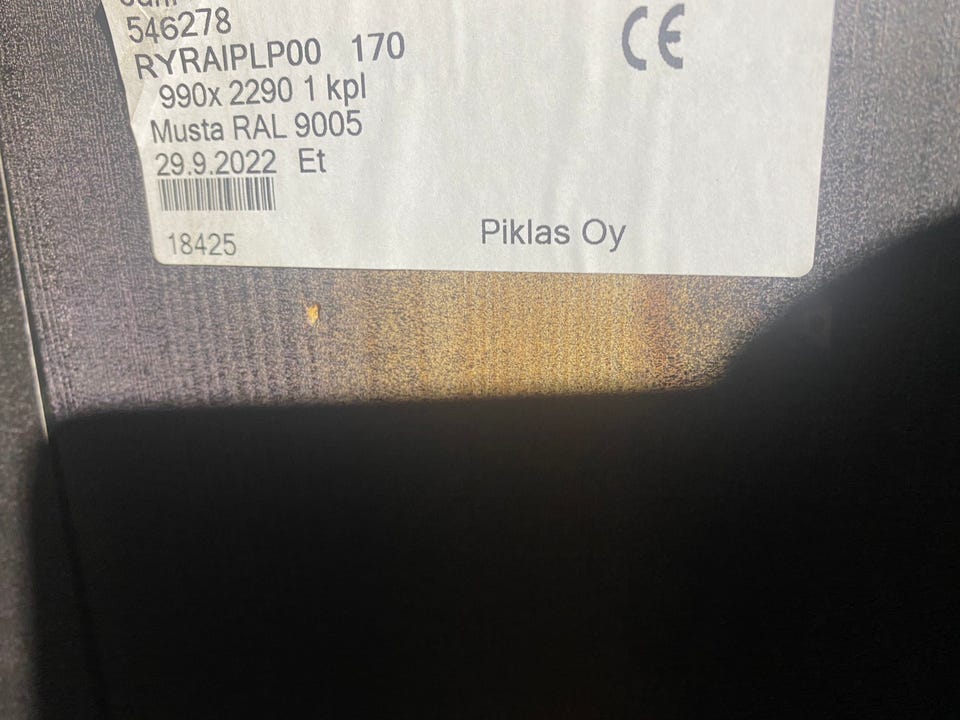 546278
RYRAIPLP00 170
990x 2290 1 kpl
Musta RAL 9005
29.9.2022 Et
18425
Piklas Oy
CE